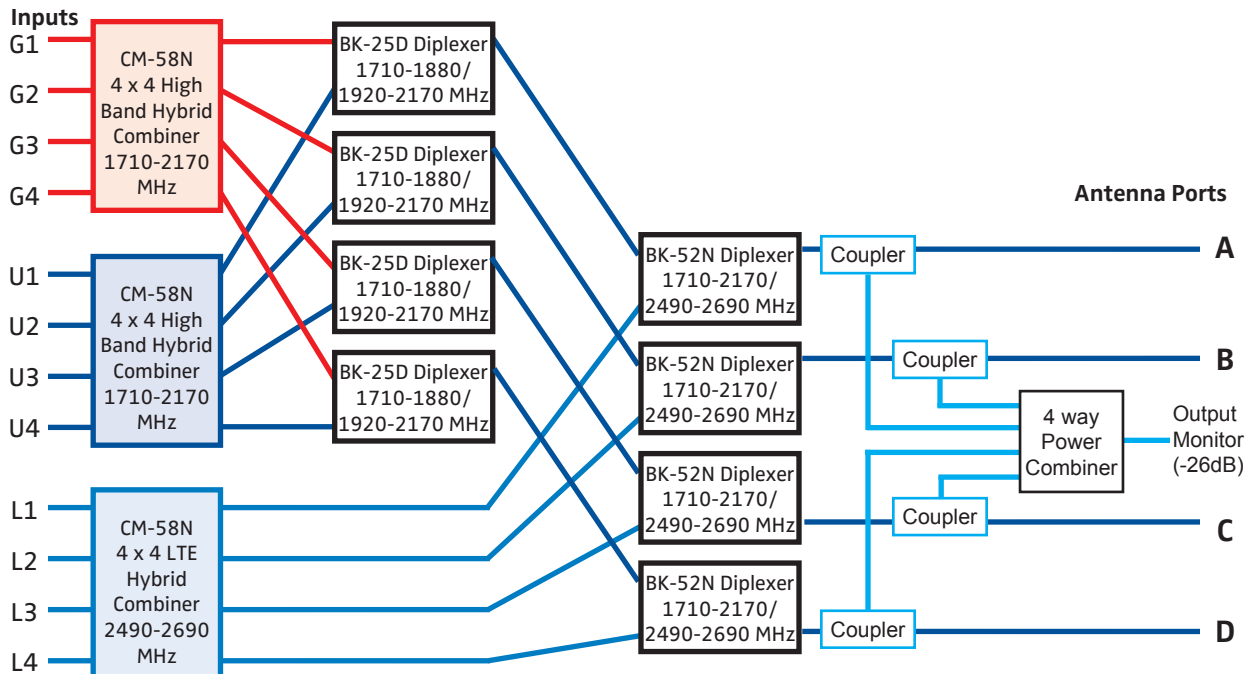 Inputs
G1
G2
G3
G4
CM-58N
4 x 4 High
Band Hybrid
Combiner
1710-2170
MHz
U1
U2
U3
U4
CM-58N
4 x 4 High
Band Hybrid
Combiner
1710-2170
MHz
L1
L2
L3
L4
CM-58N
4 x 4 LTE
Hybrid
Combiner
2490-2690
MHz
BK-25D Diplexer
1710-1880/
1920-2170 MHz
BK-25D Diplexer
1710-1880/
1920-2170 MHz
BK-25D Diplexer
1710-1880/
1920-2170 MHz
BK-25D Diplexer
1710-1880/
1920-2170 MHz
BK-52N Diplexer
1710-2170/
2490-2690 MHz
BK-52N Diplexer
1710-2170/
2490-2690 MHz
BK-52N Diplexer
1710-2170/
2490-2690 MHz
BK-52N Diplexer
1710-2170/
2490-2690 MHz
Antenna Ports
Coupler
A
Coupler
B
4 way
Power
Combiner
Output
Monitor
(-26dB)
Coupler
C
Coupler
D